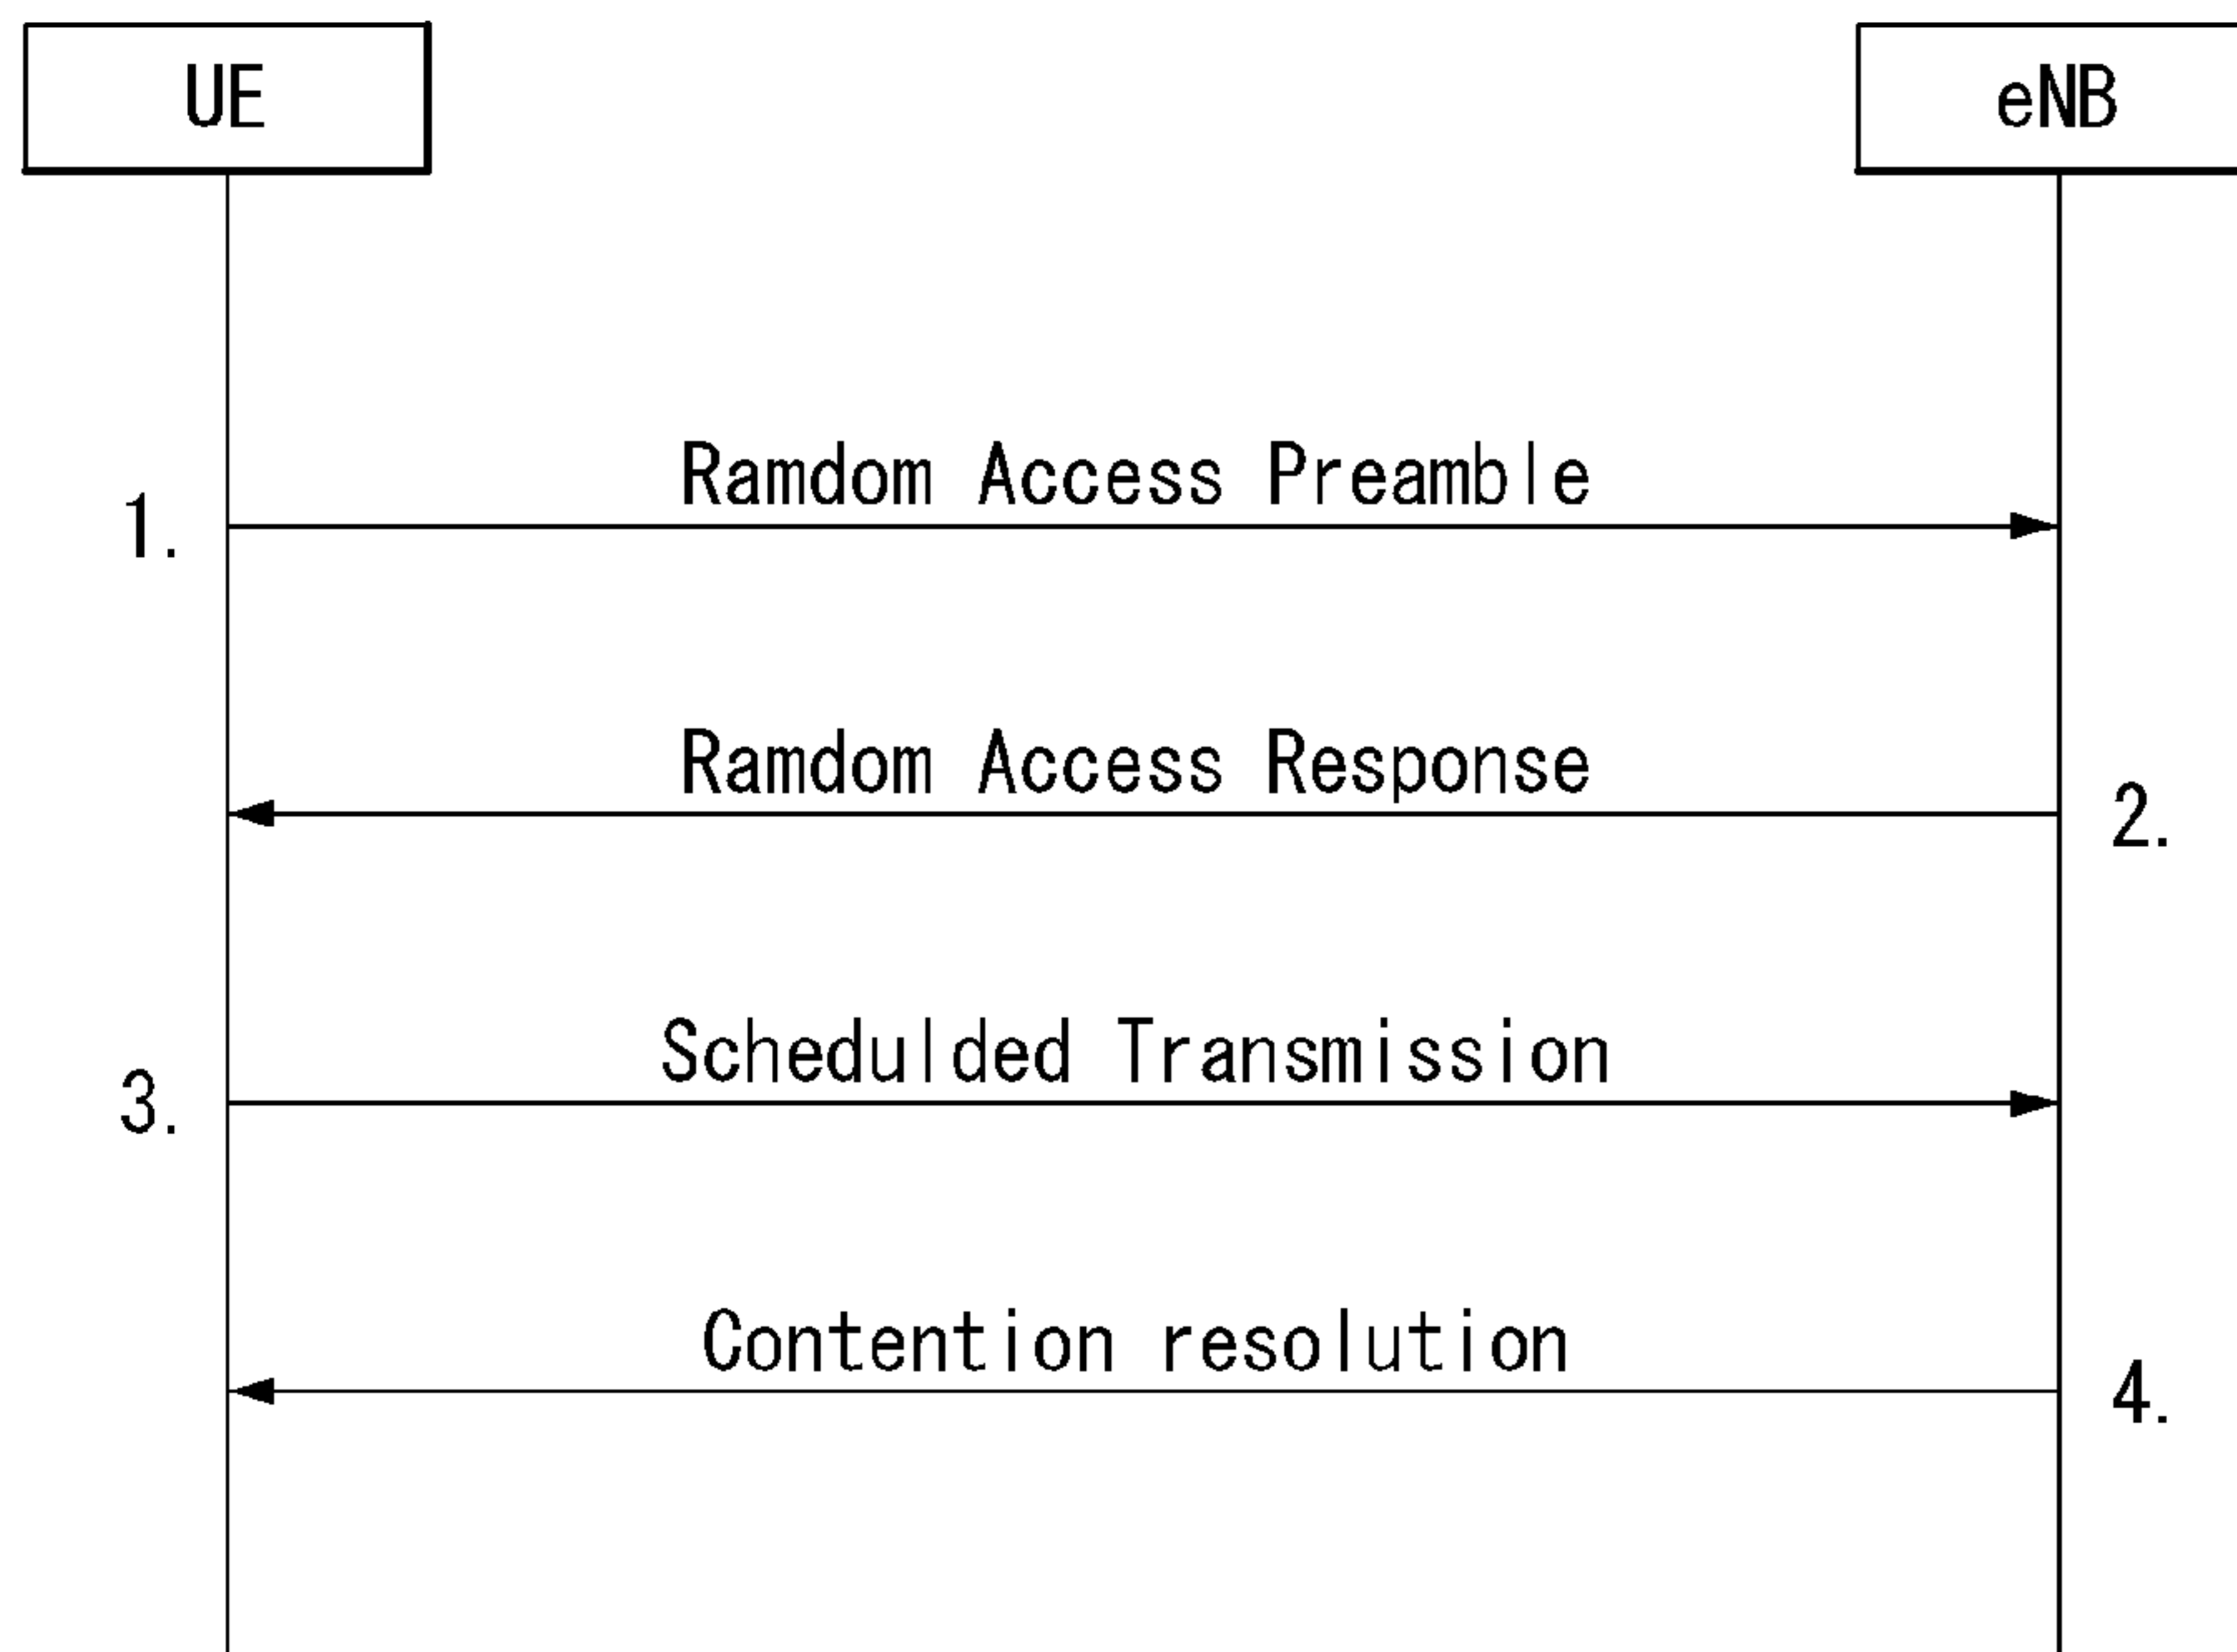 UE
eNB
Ramdom Access Preamble
1.
Ramdom Access Response
2.
Schedulded Transmission
3.
Contention resolution
4.